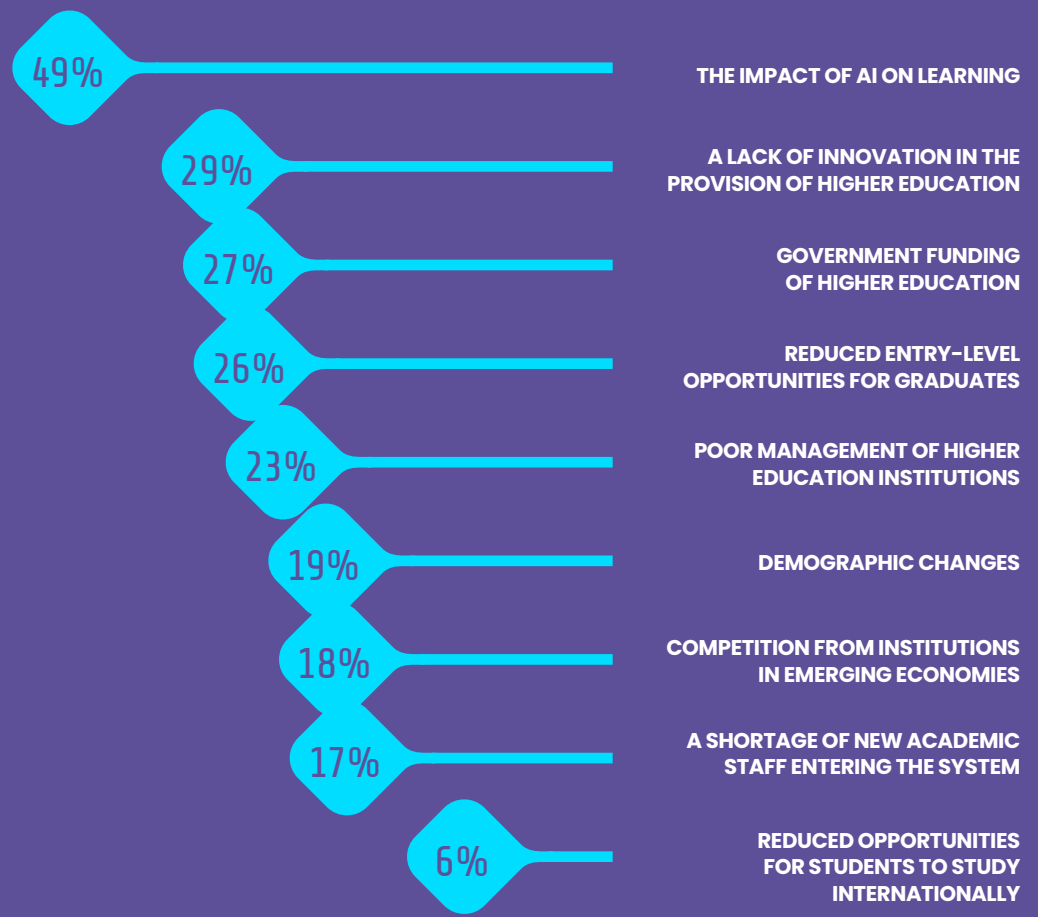 49%
THE IMPACT OF AI ON LEARNING
29%
A LACK OF INNOVATION IN THE
PROVISION OF HIGHER EDUCATION
27%
GOVERNMENT FUNDING
OF HIGHER EDUCATION
26%
REDUCED ENTRY-LEVEL
OPPORTUNITIES FOR GRADUATES
23%
POOR MANAGEMENT OF HIGHER
EDUCATION INSTITUTIONS
19%
DEMOGRAPHIC CHANGES
18%
COMPETITION FROM INSTITUTIONS
IN EMERGING ECONOMIES
17%
A SHORTAGE OF NEW ACADEMIC
STAFF ENTERING THE SYSTEM
6%
REDUCED OPPORTUNITIES
FOR STUDENTS TO STUDY
INTERNATIONALLY